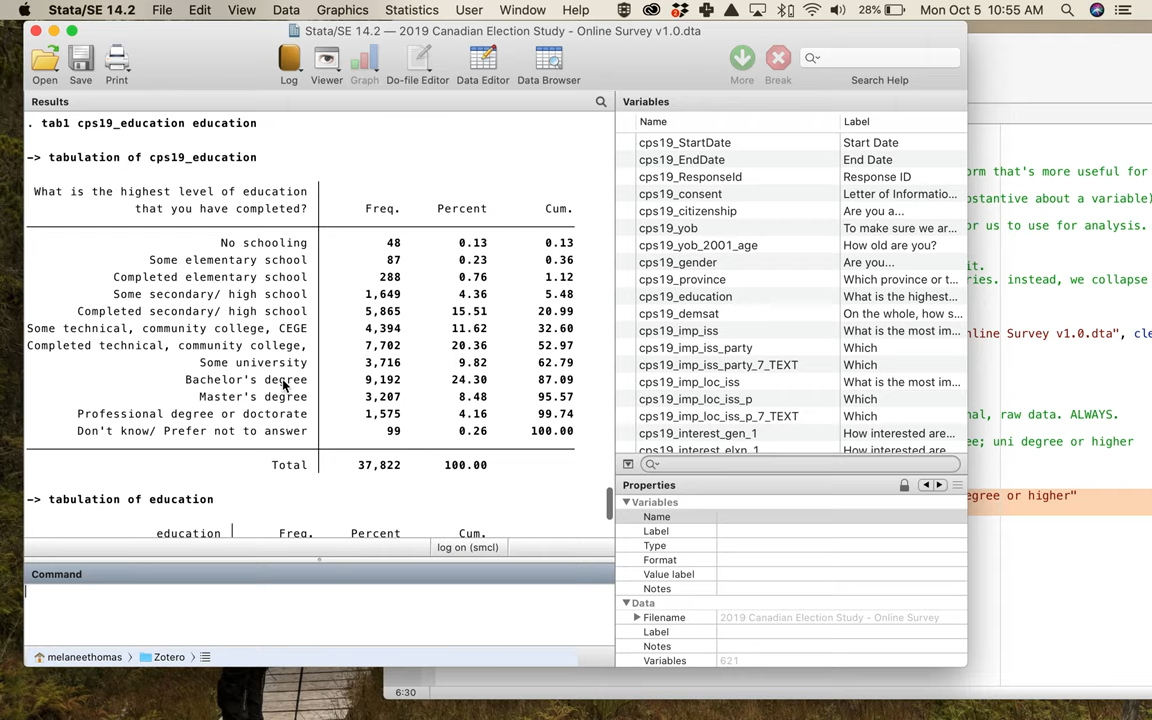 Stata/SE 14.2 File Edit View Data Graphics Statistics User Window Help 28% Mon Oct 5 10:55 AM
Stata/SE 14.2 — 2019 Canadian Election Study - Online Survey v1.0.dta
Open Save Print Log Viewer Graph Do-file Editor Data Editor Data Browser More Break Search Help
Results
. tab1 cps19_education education
-> tabulation of cps19_education
What is the highest level of education
that you have completed? Freq. Percent Cum.
No schooling 48 0.13 0.13
Some elementary school 87 0.23 0.36
Completed elementary school 288 0.76 1.12
Some secondary/ high school 1,649 4.36 5.48
Completed secondary/ high school 5,865 15.51 20.99
Some technical, community college, CEGE 4,394 11.62 32.60
Completed technical, community college, 7,702 20.36 52.97
Some university 3,716 9.82 62.79
Bachelor's degree 9,192 24.30 87.09
Master's degree 3,207 8.48 95.57
Professional degree or doctorate 1,575 4.16 99.74
Don't know/ Prefer not to answer 99 0.26 100.00
Total 37,822 100.00
-> tabulation of education
education Freq. Percent Cum.
log on (smcl)
Command
melaneethomas Zotero
Variables
Name Label
cps19_StartDate Start Date
cps19_EndDate End Date
cps19_ResponseId Response ID
cps19_consent Letter of Informatio...
cps19_citizenship Are you a...
cps19_yob To make sure we ar...
cps19_yob_2001_age How old are you?
cps19_gender Are you...
cps19_province Which province or t...
cps19_education What is the highest...
cps19_demsat On the whole, how s...
cps19_imp_iss What is the most im...
cps19_imp_iss_party Which
cps19_imp_iss_party_7_TEXT Which
cps19_imp_loc_iss What is the most im...
cps19_imp_loc_iss_p Which
cps19_imp_loc_iss_p_7_TEXT Which
cps19_interest_gen_1 How interested are...
cps19_interest_elxn_1 How interested are...
Properties
Variables
Name
Label
Type
Format
Value label
Notes
Data
Filename 2019 Canadian Election Study - Online Survey
Label
Notes
Variables 621
orm that's more useful for
bstantive about a variable)
or us to use for analysis.
it.
ries. instead, we collapse
nline Survey v1.0.dta", cle
nal, raw data. ALWAYS.
ee; uni degree or higher
egree or higher"
6:30